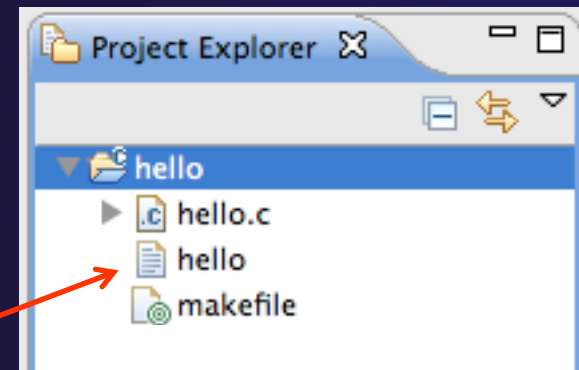 Project Explorer
hello
.c hello.c
hello
makefile